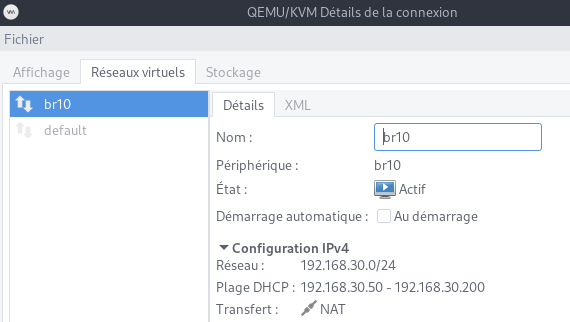 QEMU/KVM Détails de la connexion
Fichier
Affichage Réseaux virtuels Stockage
br10
default
Détails XML
Nom : br10
Périphérique : br10
État : Actif
Démarrage automatique : Au démarrage
Configuration IPv4
Réseau : 192.168.30.0/24
Plage DHCP : 192.168.30.50 - 192.168.30.200
Transfert : NAT